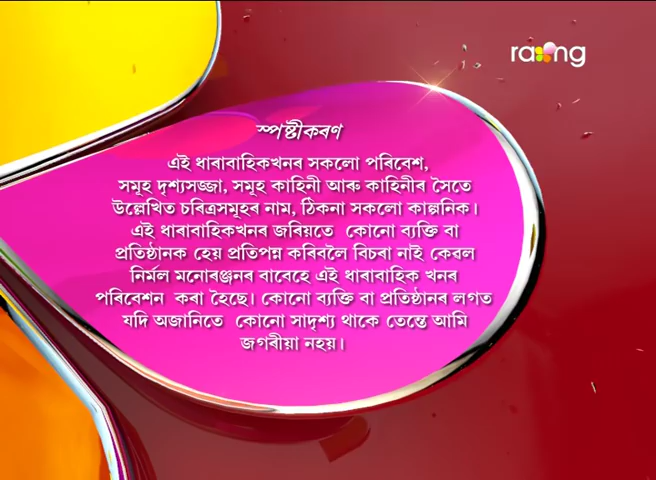 raong
স্পষ্টীকৰণ
এই ধাৰাবাহিকখনৰ সকলো পৰিবেশ,
সমূহ দৃশ্যসজ্জা, সমূহ কাহিনী আৰু কাহিনীৰ সৈতে
উল্লেখিত চৰিত্ৰসমূহৰ নাম, ঠিকনা সকলো কাল্পনিক।
এই ধাৰাবাহিকখনৰ জৰিয়তে কোনো ব্যক্তি বা
প্ৰতিষ্ঠানক হেয় প্ৰতিপন্ন কৰিবলৈ বিচৰা নাই কেৱল
নিৰ্মল মনোৰঞ্জনৰ বাবেহে এই ধাৰাবাহিক খনৰ
পৰিবেশন কৰা হৈছে। কোনো ব্যক্তি বা প্ৰতিষ্ঠানৰ লগত
যদি অজানিতে কোনো সাদৃশ্য থাকে তেন্তে আমি
জগৰীয়া নহয়।